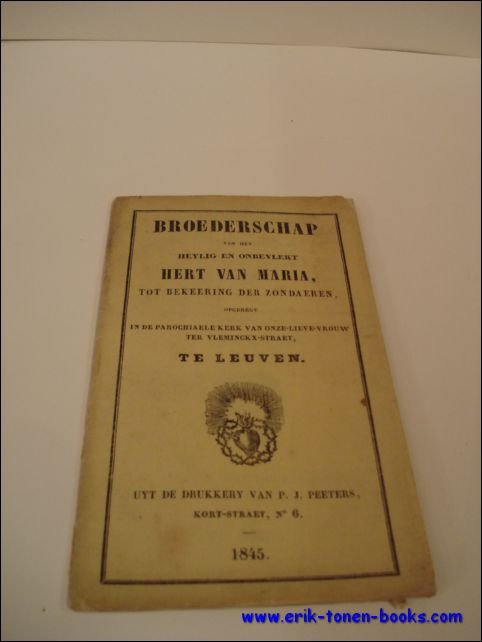 BROEDERSCHAP
VAN HET
HEYLIG EN ONBEVLEKT
HERT VAN MARIA,
TOT BEKEERING DER ZONDAEREN,
OPGEREGT
IN DE PAROCHIAELE KERK VAN ONZE-LIEVE-VROUW
TER VLEMINCKX-STRAET,
TE LEUVEN.
UYT DE DRUKKERY VAN P. J. PEETERS,
KORT-STRAET, Nº 6.
1845.
www.erik-tonen-books.com